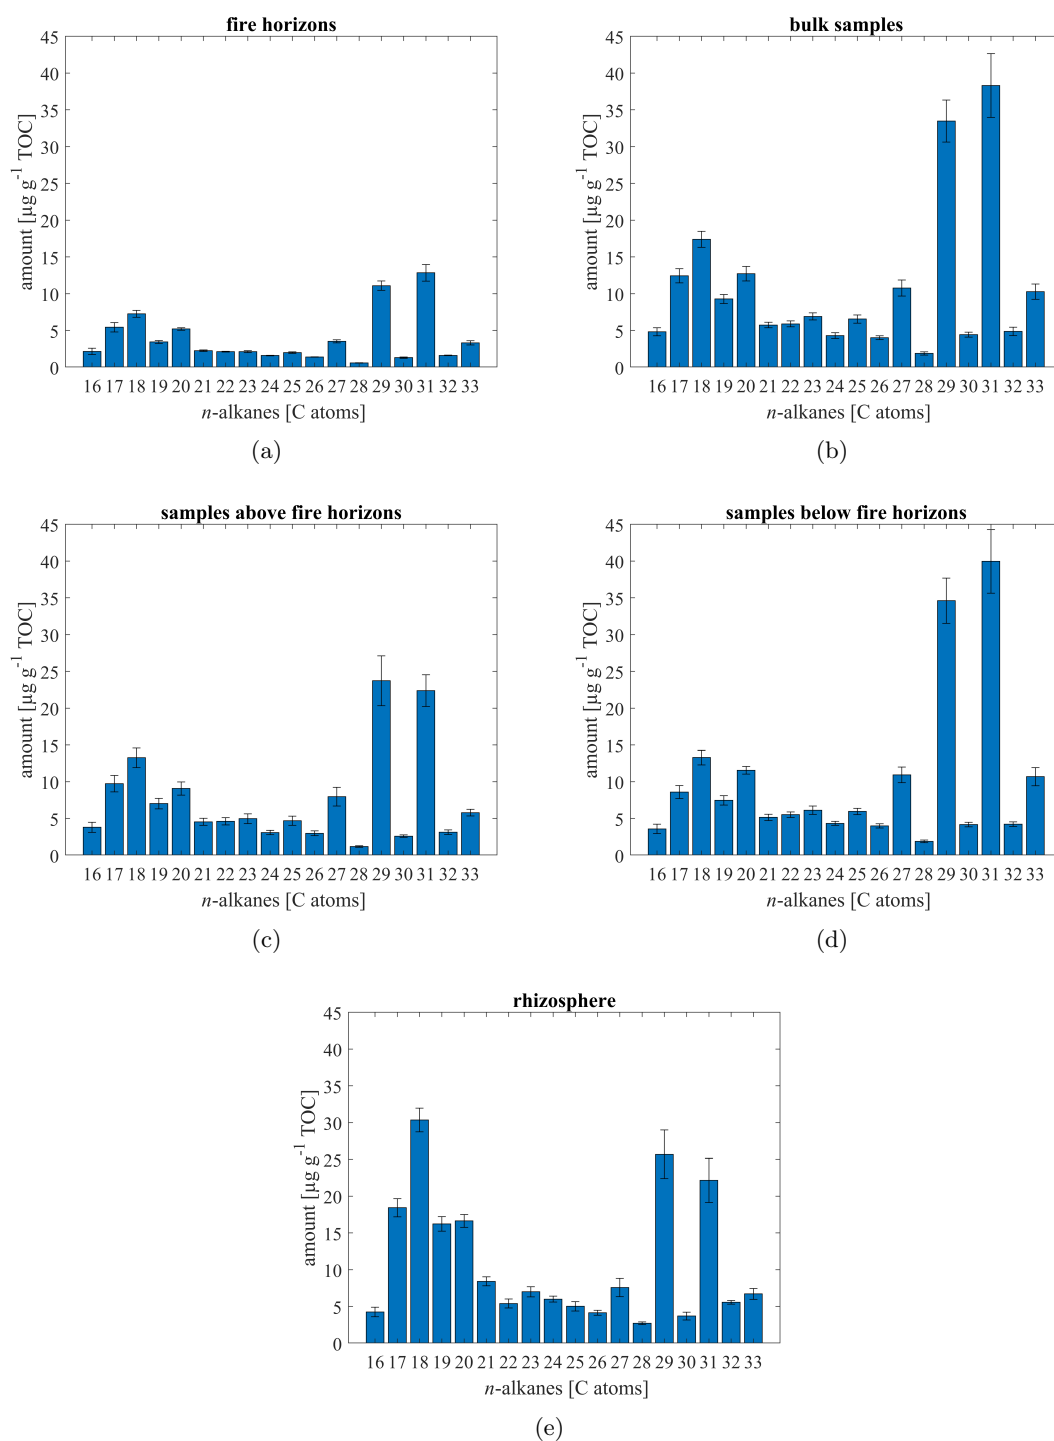 fire horizons
45
40
35
30
25
20
15
10
5
0
amount [µg g-1 TOC]
16 17 18 19 20 21 22 23 24 25 26 27 28 29 30 31 32 33
n-alkanes [C atoms]
(a)
bulk samples
45
40
35
30
25
20
15
10
5
0
amount [µg g-1 TOC]
16 17 18 19 20 21 22 23 24 25 26 27 28 29 30 31 32 33
n-alkanes [C atoms]
(b)
samples above fire horizons
45
40
35
30
25
20
15
10
5
0
amount [µg g-1 TOC]
16 17 18 19 20 21 22 23 24 25 26 27 28 29 30 31 32 33
n-alkanes [C atoms]
(c)
samples below fire horizons
45
40
35
30
25
20
15
10
5
0
amount [µg g-1 TOC]
16 17 18 19 20 21 22 23 24 25 26 27 28 29 30 31 32 33
n-alkanes [C atoms]
(d)
rhizosphere
45
40
35
30
25
20
15
10
5
0
amount [µg g-1 TOC]
16 17 18 19 20 21 22 23 24 25 26 27 28 29 30 31 32 33
n-alkanes [C atoms]
(e)